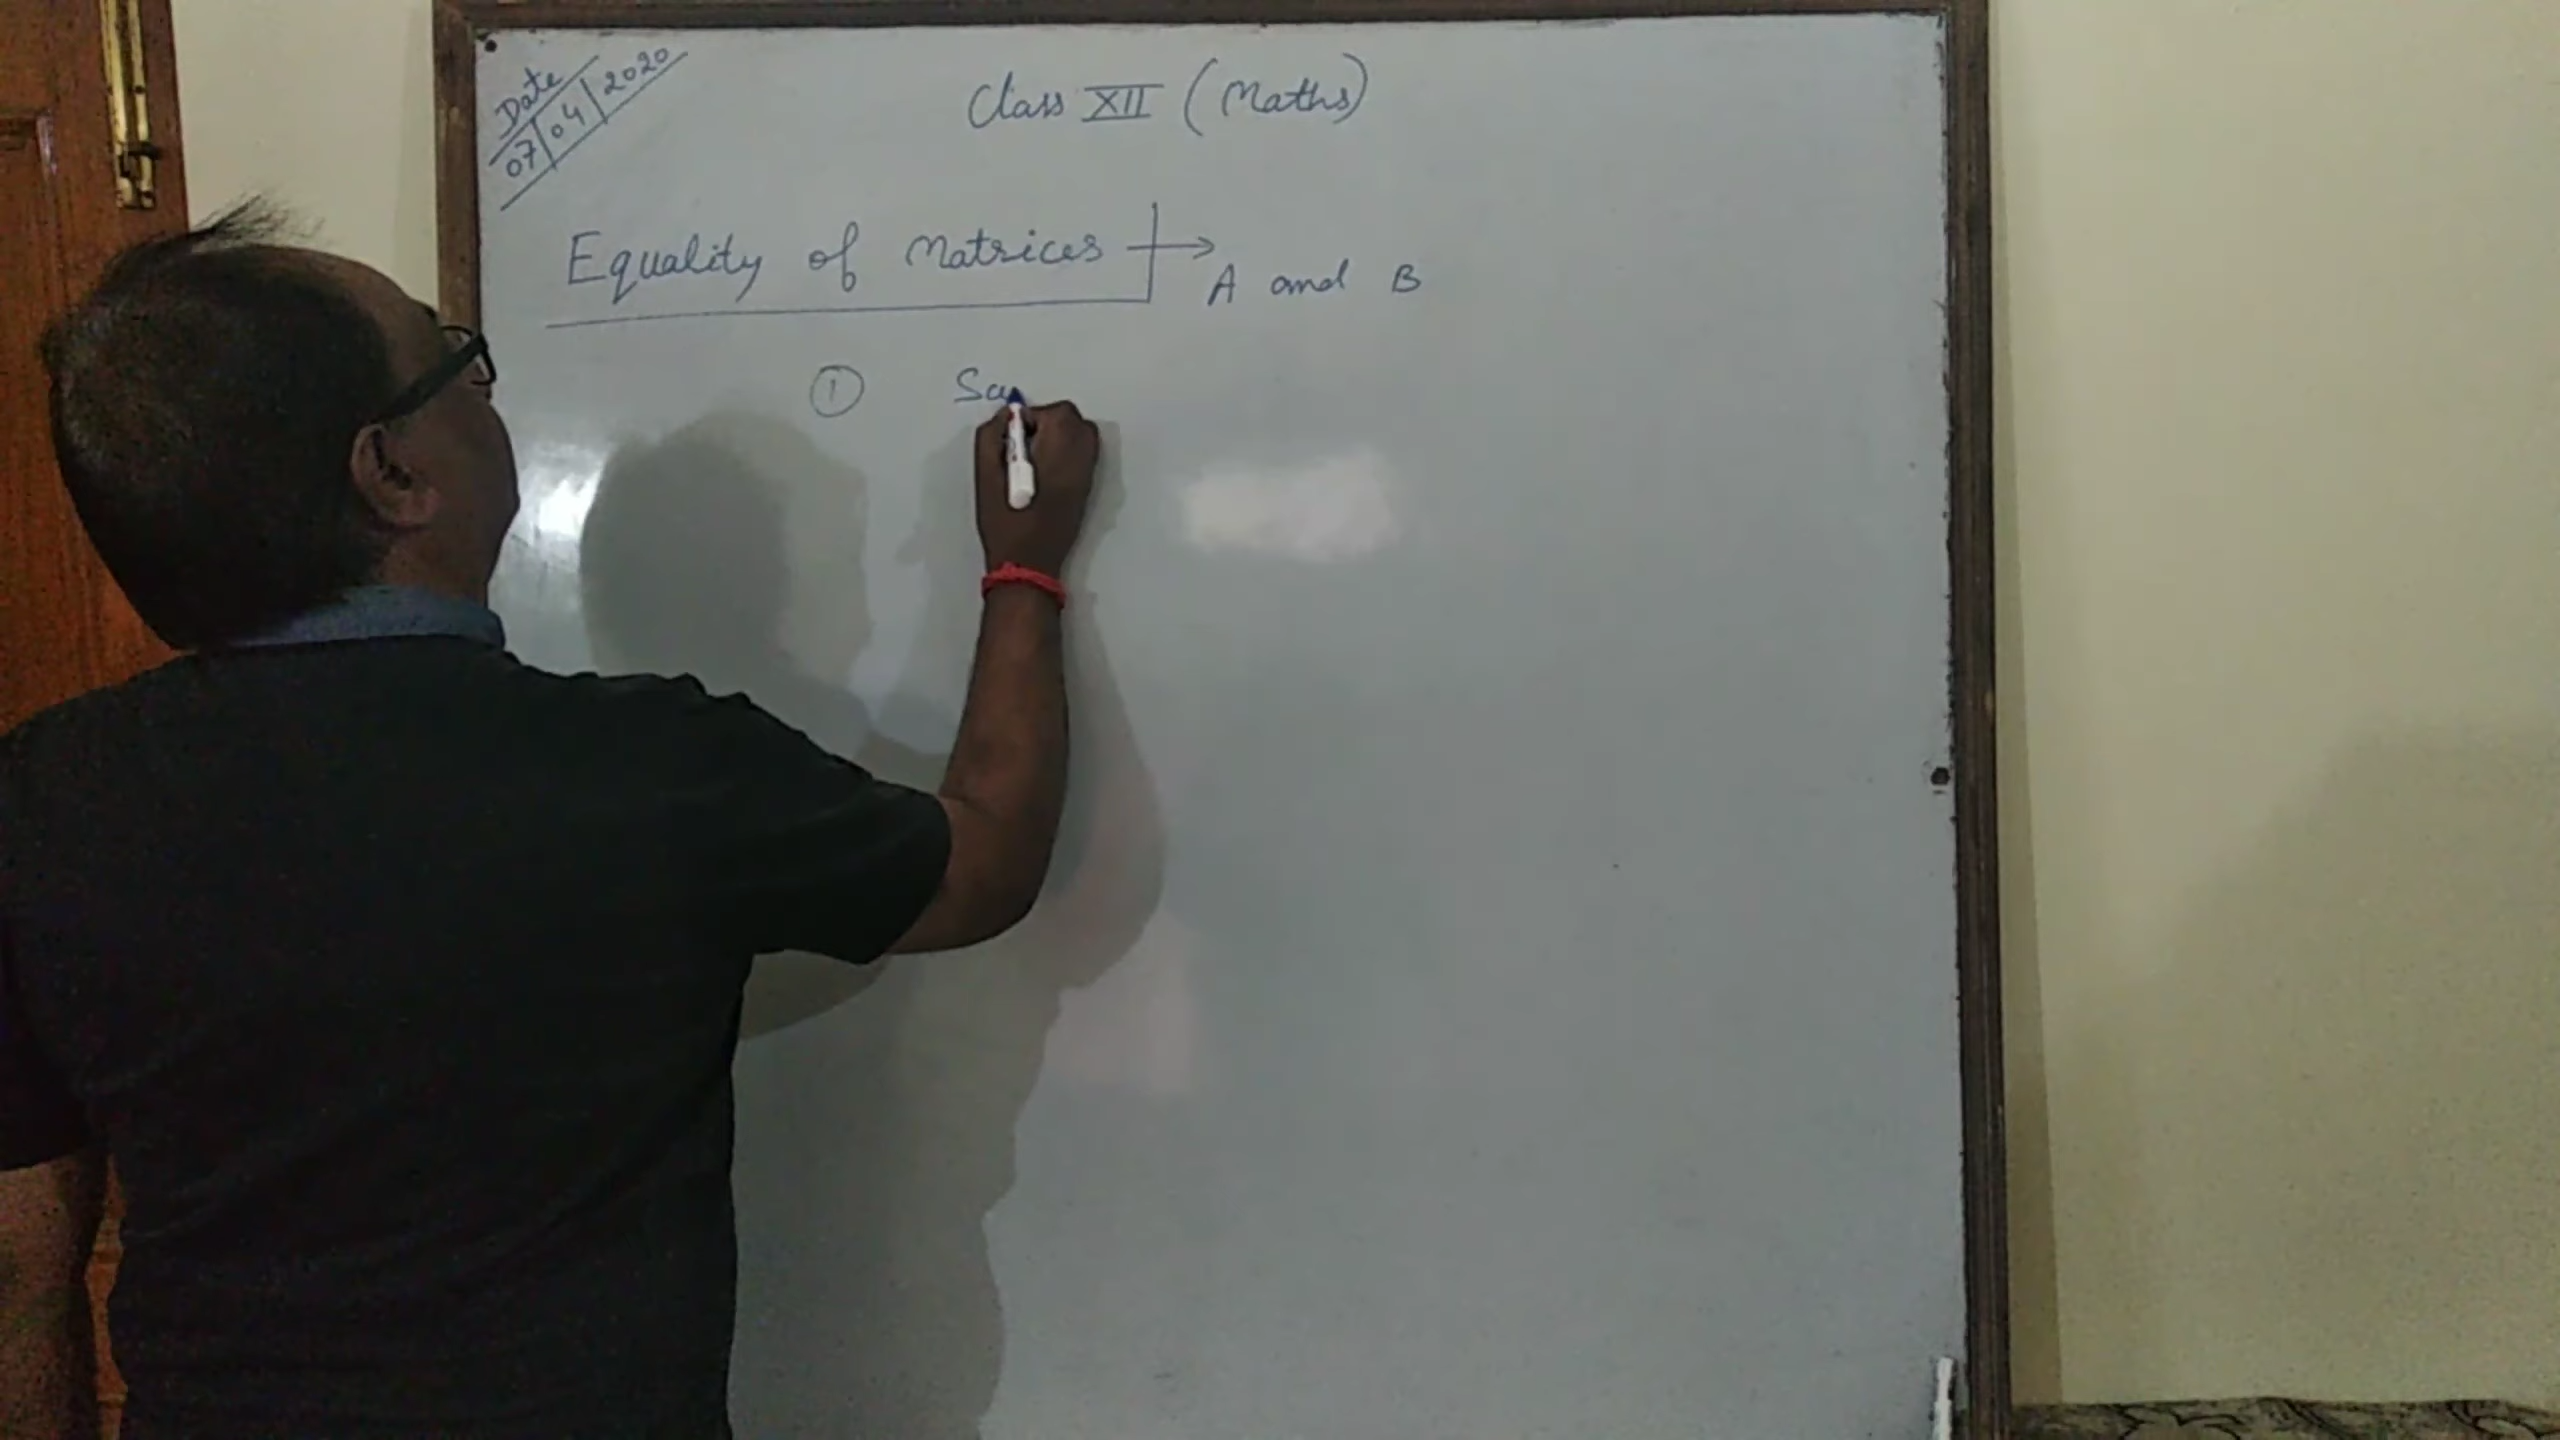 Date
07/04/2020
Class XII (Maths)
Equality of Matrices → A and B
① Sa